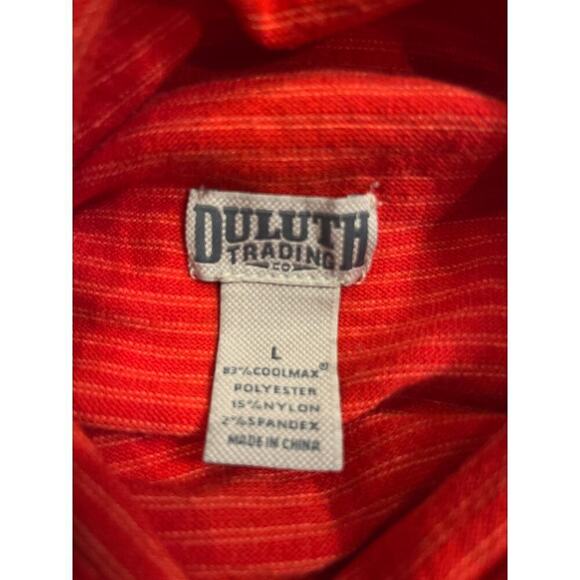 DULUTH
TRADING
CO
L
83% COOLMAX®
POLYESTER
15% NYLON
2% SPANDEX
MADE IN CHINA